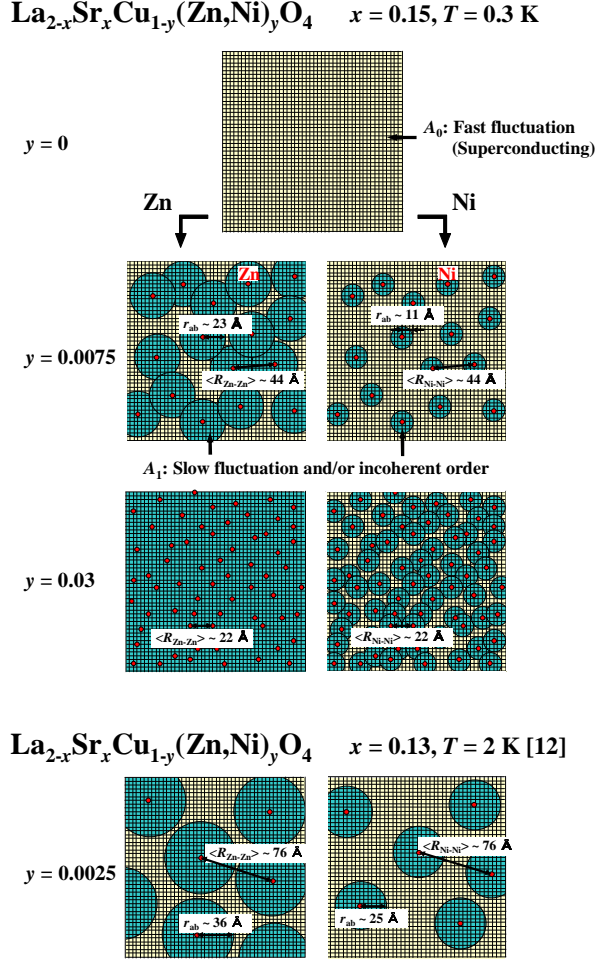 La2-xSrxCu1-y(Zn,Ni)yO4 x = 0.15, T = 0.3 K
y = 0
A0: Fast fluctuation
(Superconducting)
Zn
Ni
Zn
Ni
rab ~ 23 Å
rab ~ 11 Å
y = 0.0075
<RZn-Zn> ~ 44 Å
<RNi-Ni> ~ 44 Å
A1: Slow fluctuation and/or incoherent order
y = 0.03
<RZn-Zn> ~ 22 Å
<RNi-Ni> ~ 22 Å
La2-xSrxCu1-y(Zn,Ni)yO4 x = 0.13, T = 2 K [12]
<RZn-Zn> ~ 76 Å
<RNi-Ni> ~ 76 Å
y = 0.0025
rab ~ 36 Å
rab ~ 25 Å